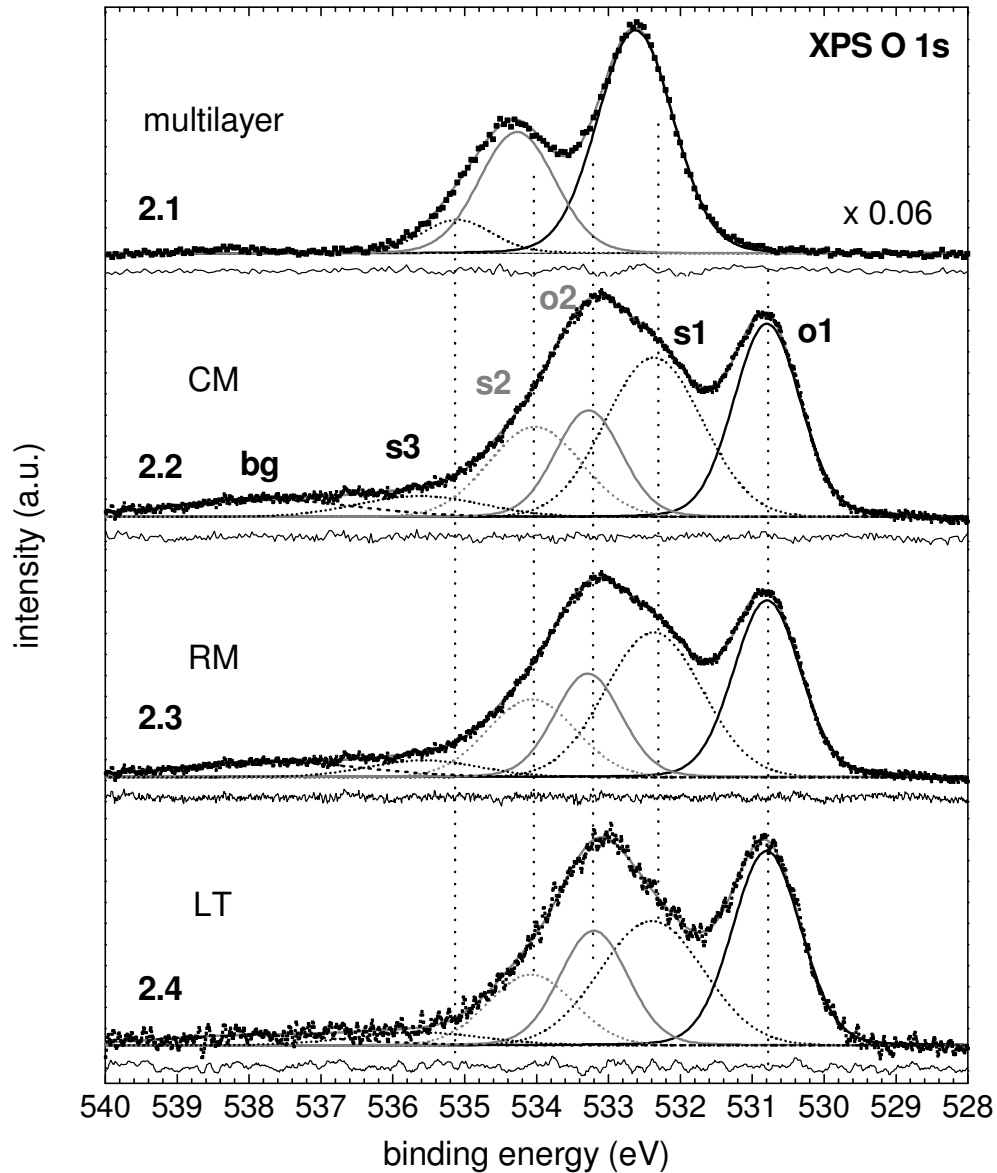 XPS O 1s
multilayer
2.1
x 0.06
o2
s1
o1
s2
CM
s3
bg
2.2
RM
2.3
LT
2.4
540 539 538 537 536 535 534 533 532 531 530 529 528
binding energy (eV)
intensity (a.u.)